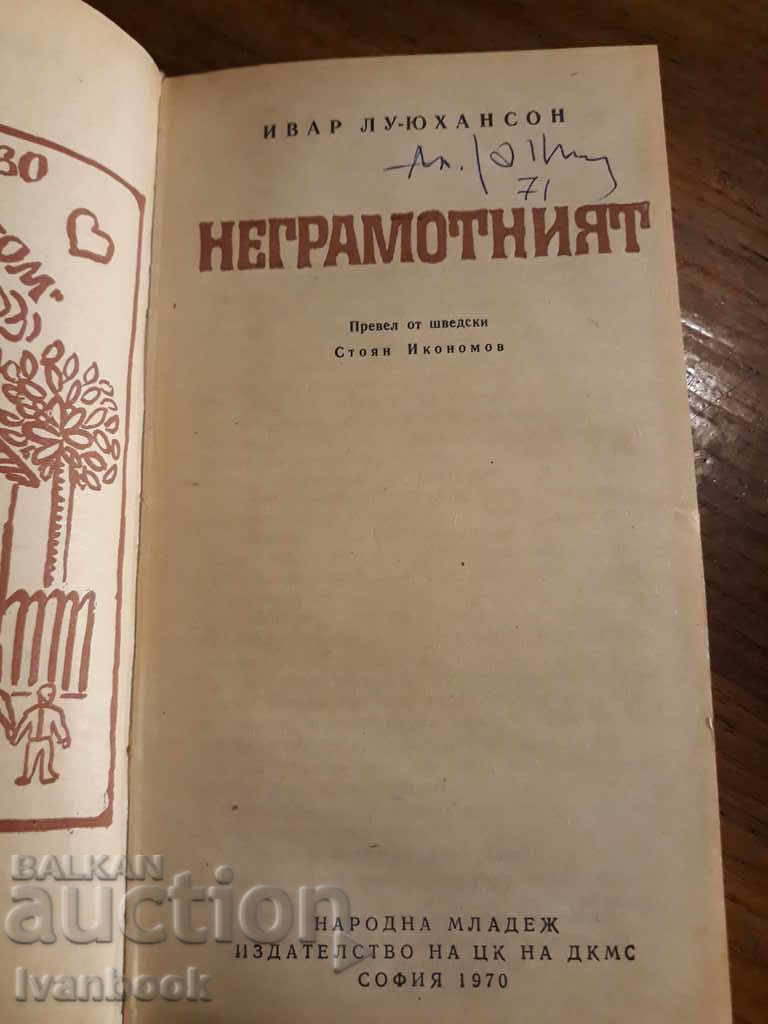 ИВАР ЛУ-ЮХАНСОН
71
НЕГРАМОТНИЯТ
Превел от шведски
Стоян Икономов
НАРОДНА МЛАДЕЖ
ИЗДАТЕЛСТВО НА ЦК НА ДКМС
СОФИЯ 1970
BALKAN
auction
Ivanbook